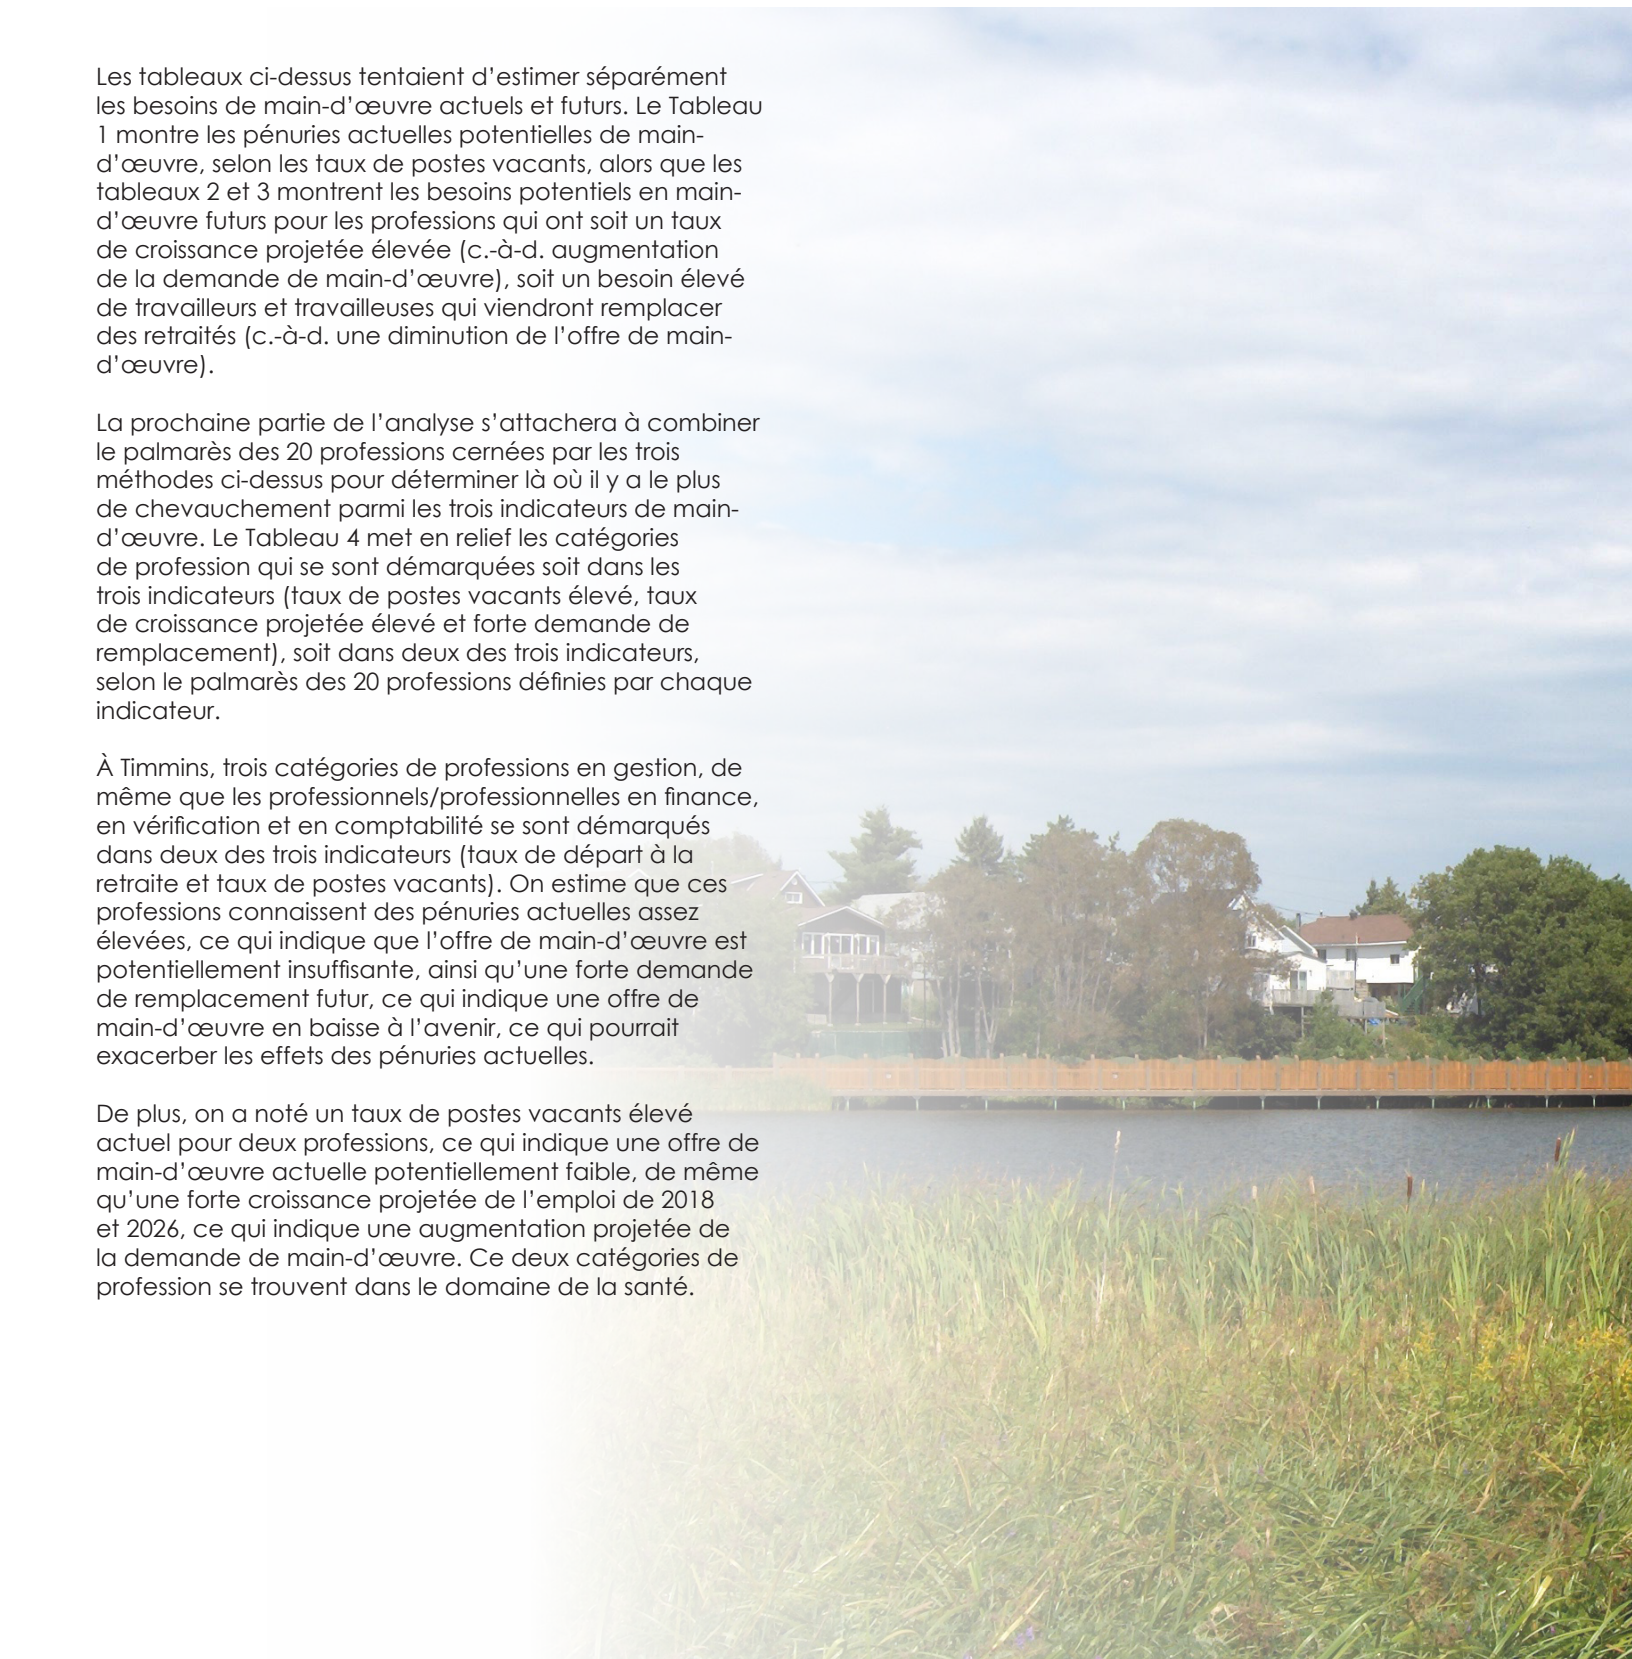 Les tableaux ci-dessus tentaient d’estimer séparément
les besoins de main-d’œuvre actuels et futurs. Le Tableau
1 montre les pénuries actuelles potentielles de main-
d’œuvre, selon les taux de postes vacants, alors que les
tableaux 2 et 3 montrent les besoins potentiels en main-
d’œuvre futurs pour les professions qui ont soit un taux
de croissance projetée élevée (c.-à-d. augmentation
de la demande de main-d’œuvre), soit un besoin élevé
de travailleurs et travailleuses qui viendront remplacer
des retraités (c.-à-d. une diminution de l’offre de main-
d’œuvre).

La prochaine partie de l’analyse s’attachera à combiner
le palmarès des 20 professions cernées par les trois
méthodes ci-dessus pour déterminer là où il y a le plus
de chevauchement parmi les trois indicateurs de main-
d’œuvre. Le Tableau 4 met en relief les catégories
de profession qui se sont démarquées soit dans les
trois indicateurs (taux de postes vacants élevé, taux
de croissance projetée élevé et forte demande de
remplacement), soit dans deux des trois indicateurs,
selon le palmarès des 20 professions définies par chaque
indicateur.

À Timmins, trois catégories de professions en gestion, de
même que les professionnels/professionnelles en finance,
en vérification et en comptabilité se sont démarqués
dans deux des trois indicateurs (taux de départ à la
retraite et taux de postes vacants). On estime que ces
professions connaissent des pénuries actuelles assez
élevées, ce qui indique que l’offre de main-d’œuvre est
potentiellement insuffisante, ainsi qu’une forte demande
de remplacement futur, ce qui indique une offre de
main-d’œuvre en baisse à l’avenir, ce qui pourrait
exacerber les effets des pénuries actuelles.

De plus, on a noté un taux de postes vacants élevé
actuel pour deux professions, ce qui indique une offre de
main-d’œuvre actuelle potentiellement faible, de même
qu’une forte croissance projetée de l’emploi de 2018
et 2026, ce qui indique une augmentation projetée de
la demande de main-d’œuvre. Ce deux catégories de
profession se trouvent dans le domaine de la santé.